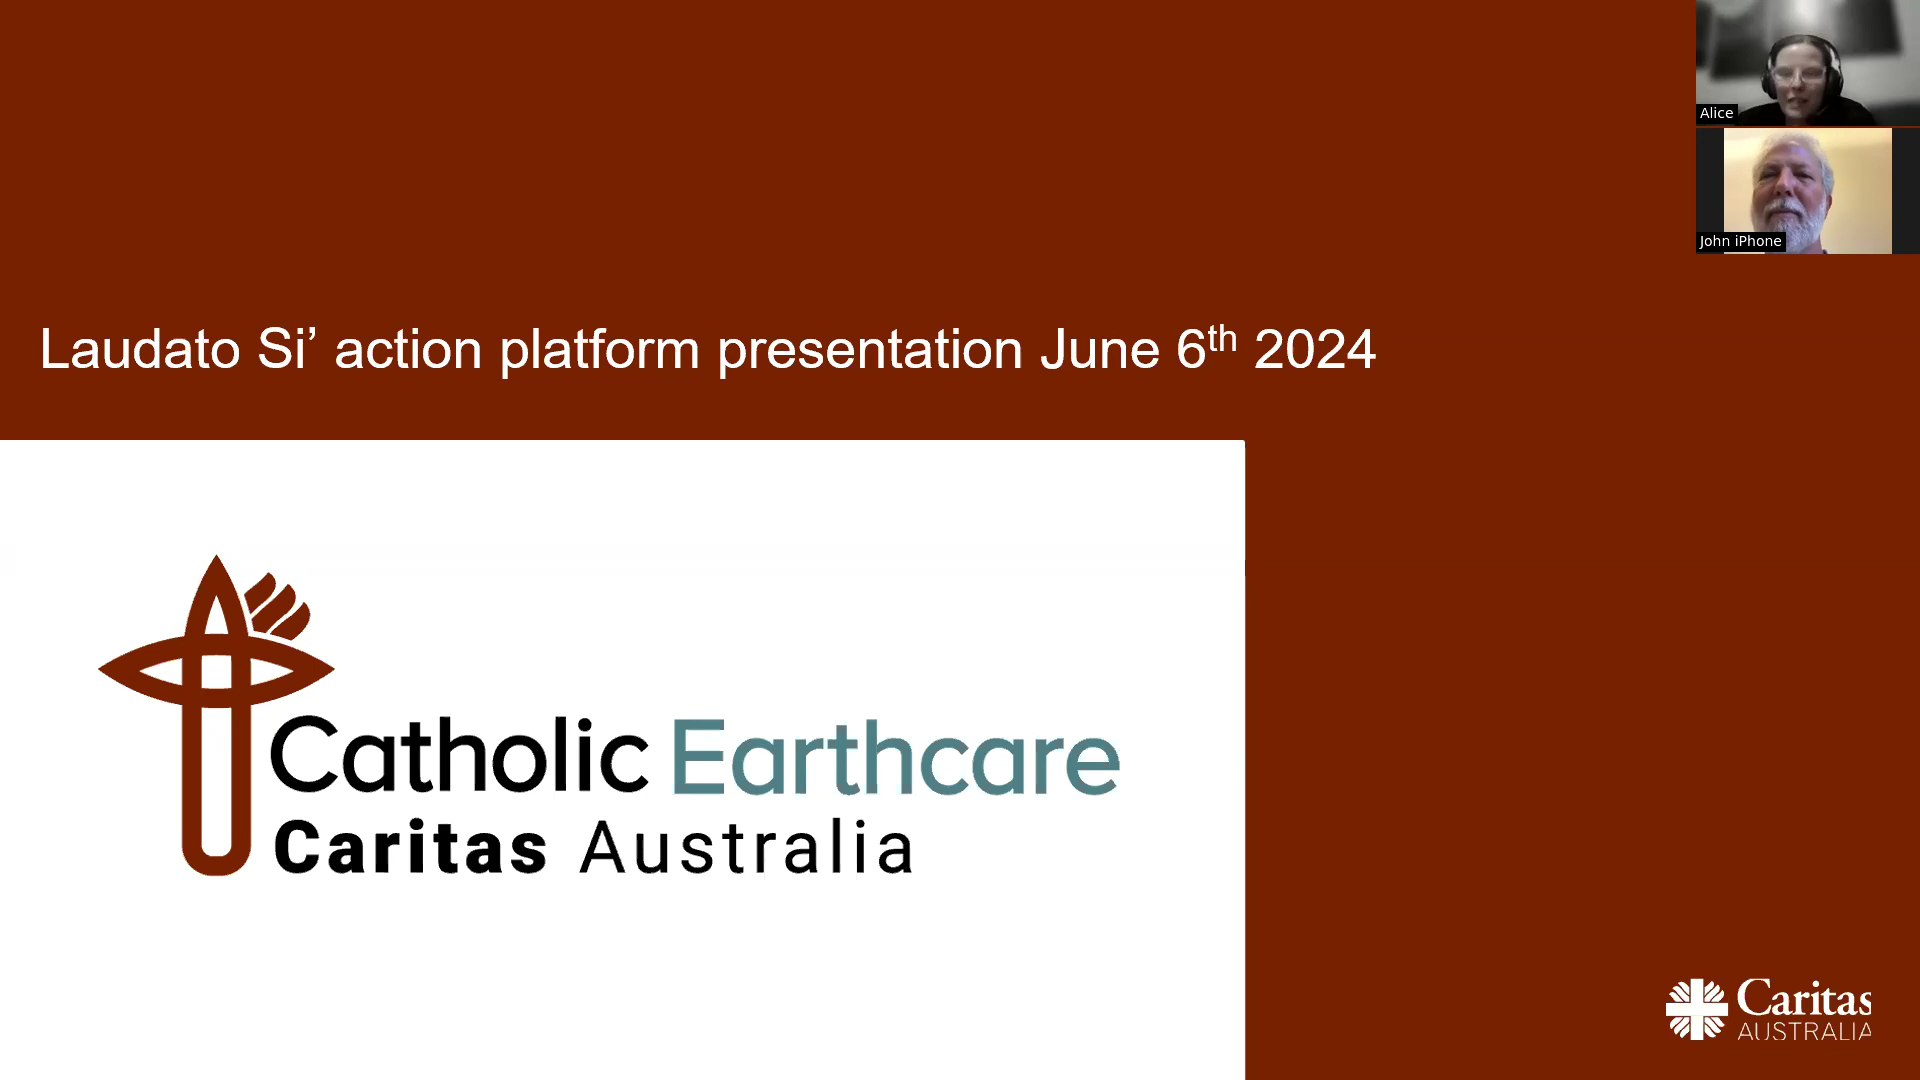 Alice
John iPhone
Laudato Si’ action platform presentation June 6th 2024
Catholic Earthcare
Caritas Australia
Caritas
AUSTRALIA